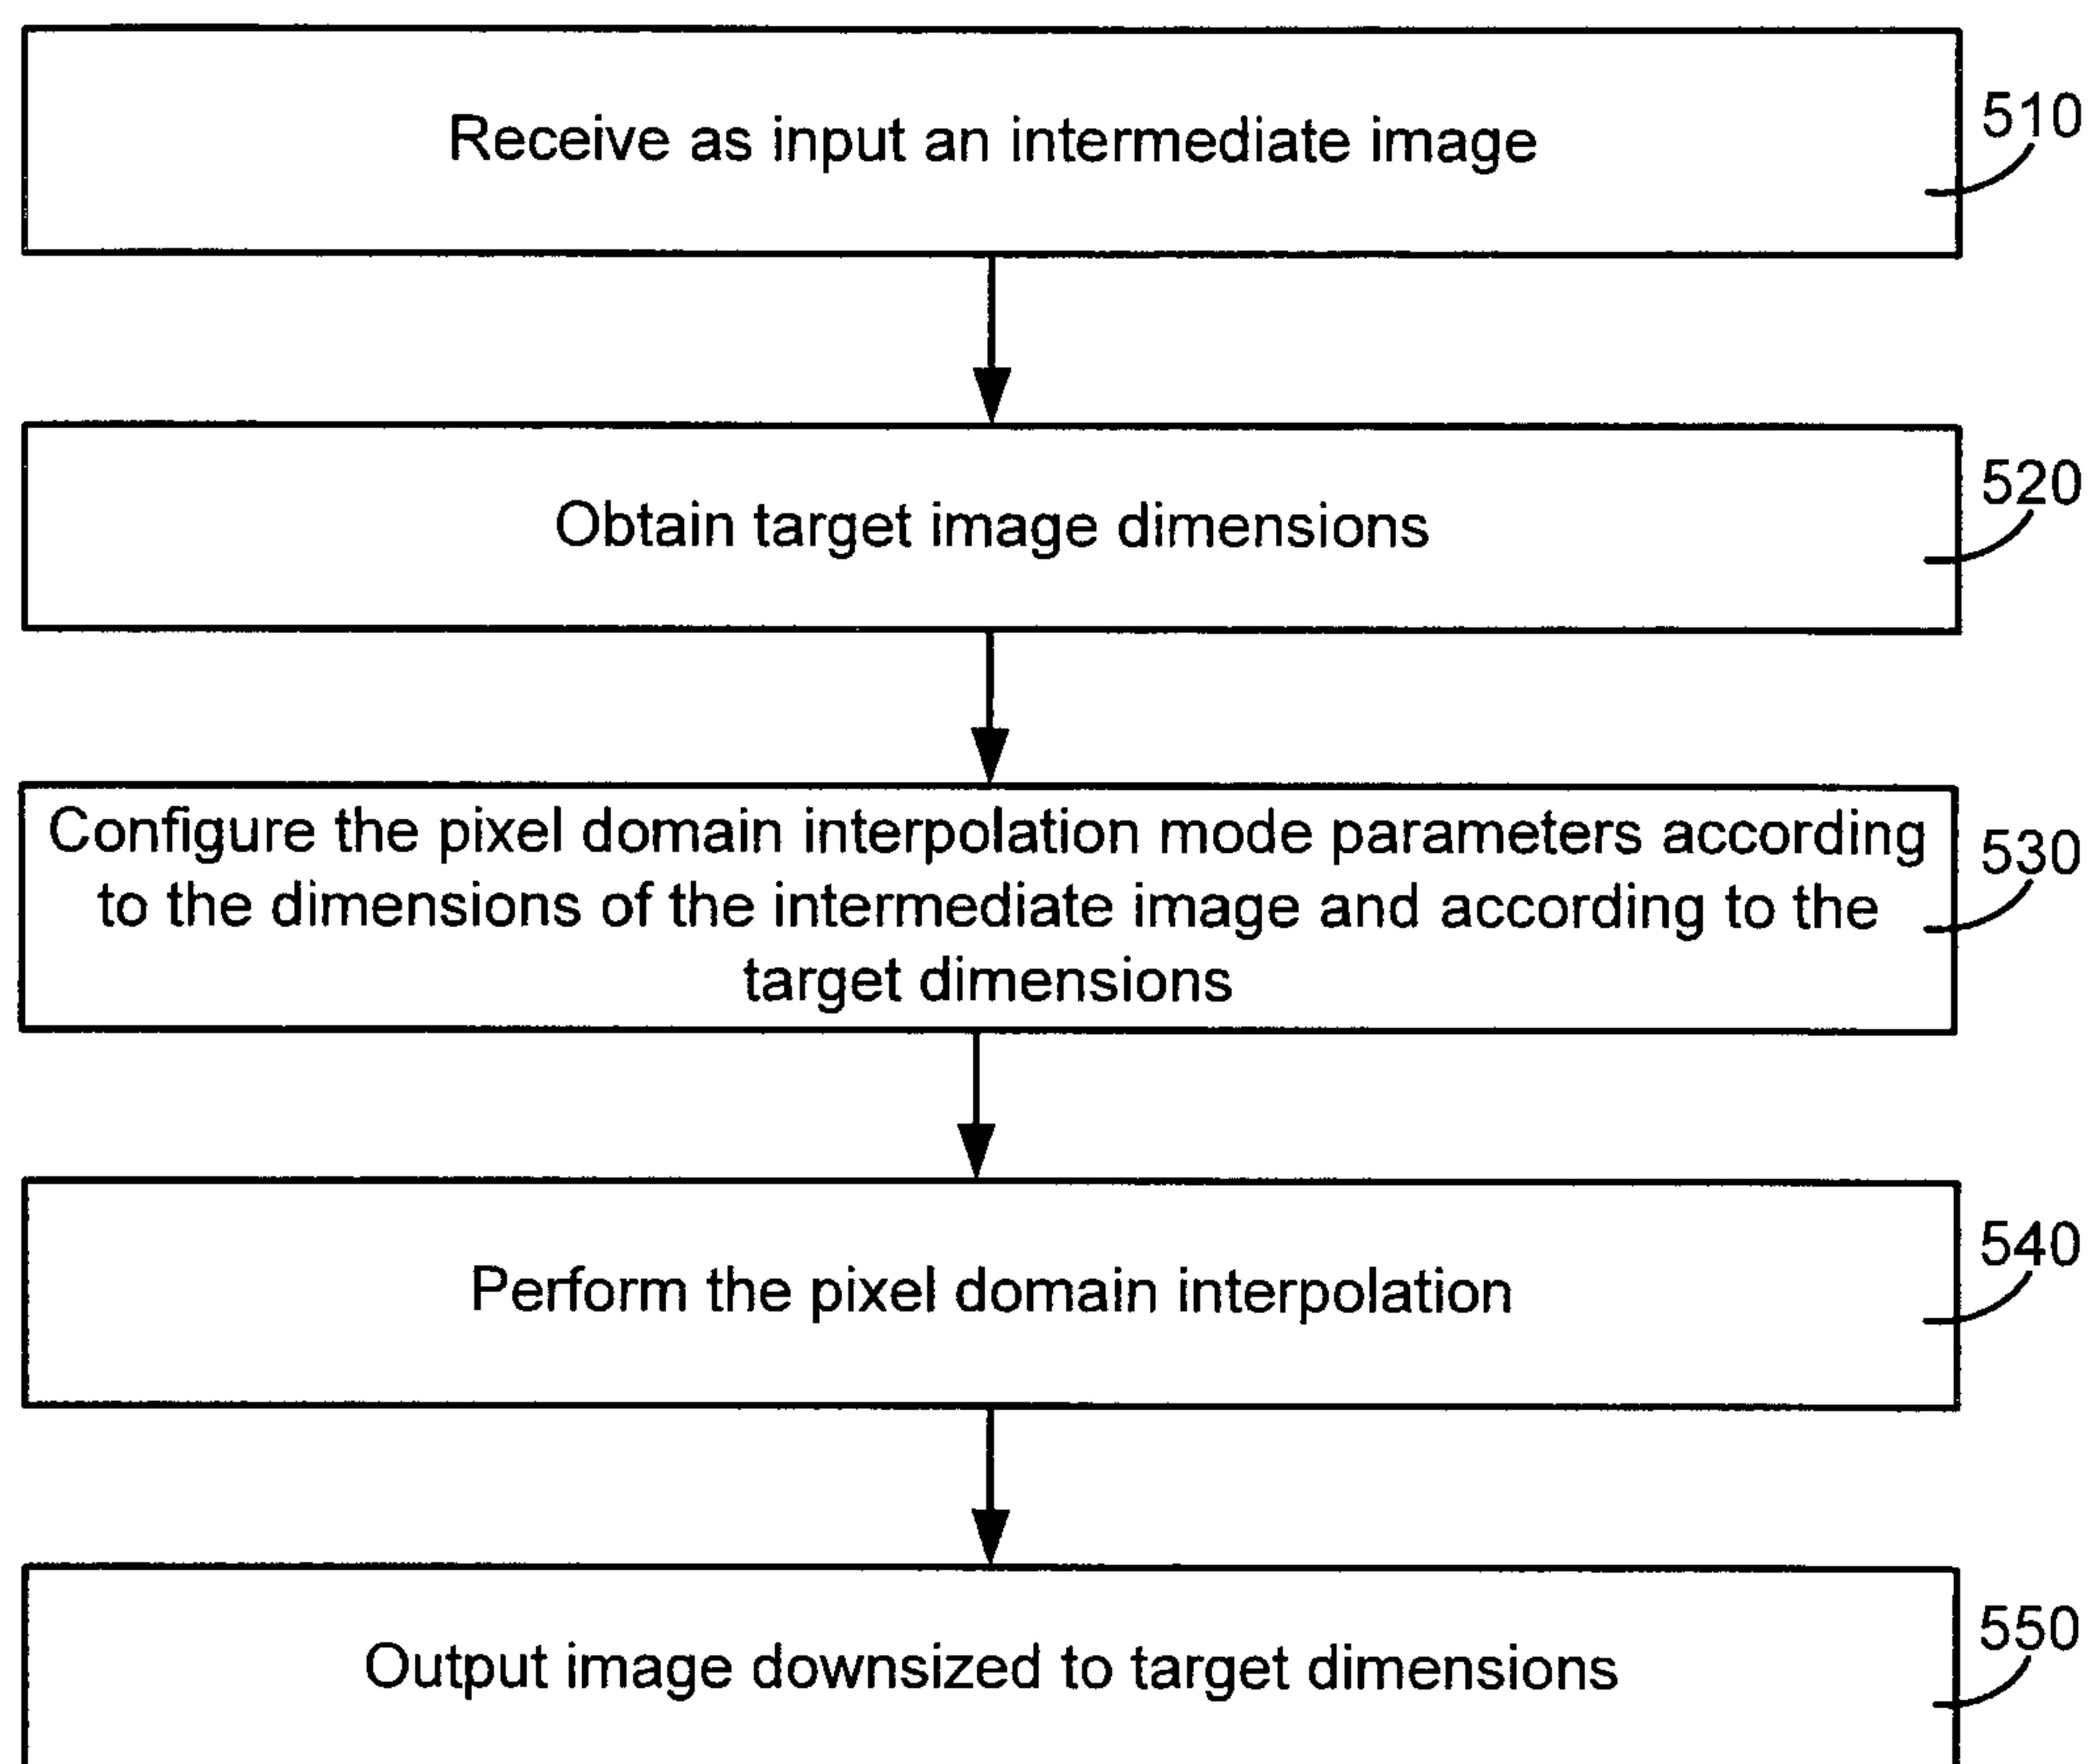 Receive as input an intermediate image
510
Obtain target image dimensions
520
Configure the pixel domain interpolation mode parameters according
to the dimensions of the intermediate image and according to the
target dimensions
530
Perform the pixel domain interpolation
540
Output image downsized to target dimensions
550